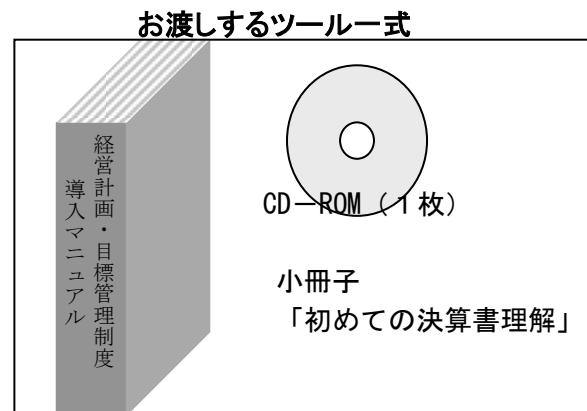 お渡しするツール一式
経営計画・目標管理制度
導入マニュアル
CD－ROM（１枚）
小冊子
「初めての決算書理解」